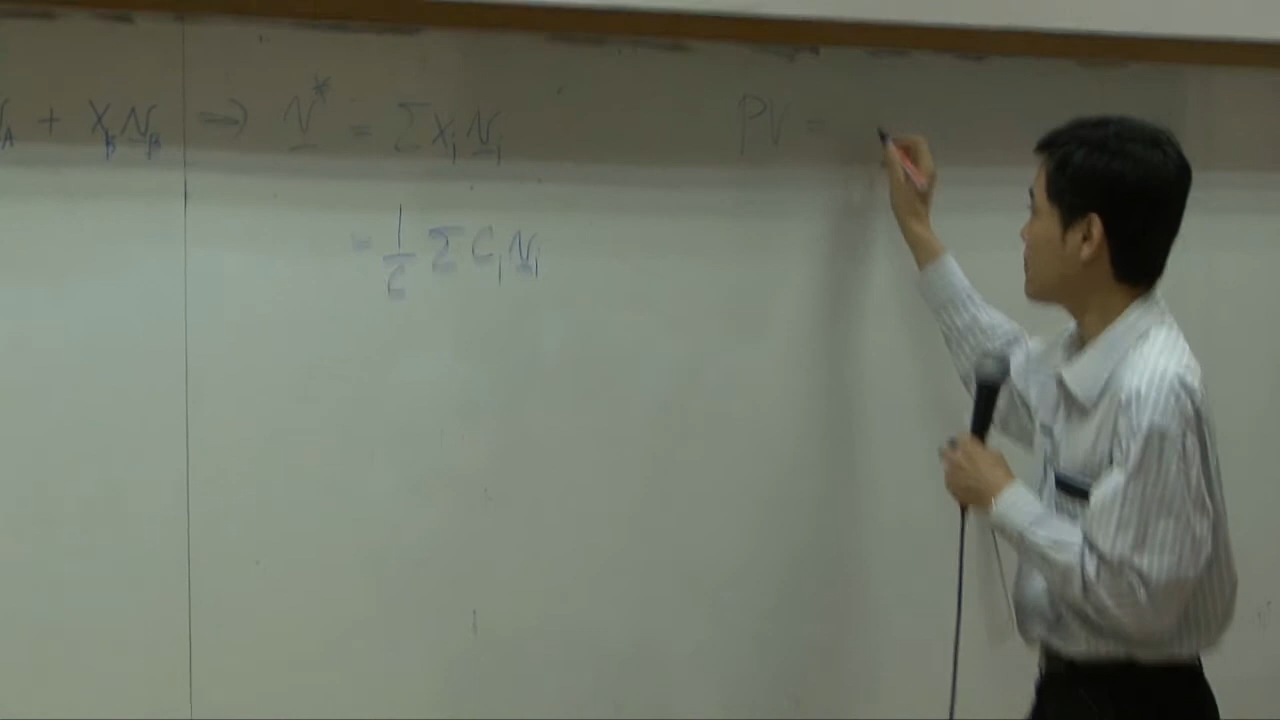 + X_B v_B ⇒ v* = Σ x_i v_i
PV =
= 1/c Σ C_i v_i